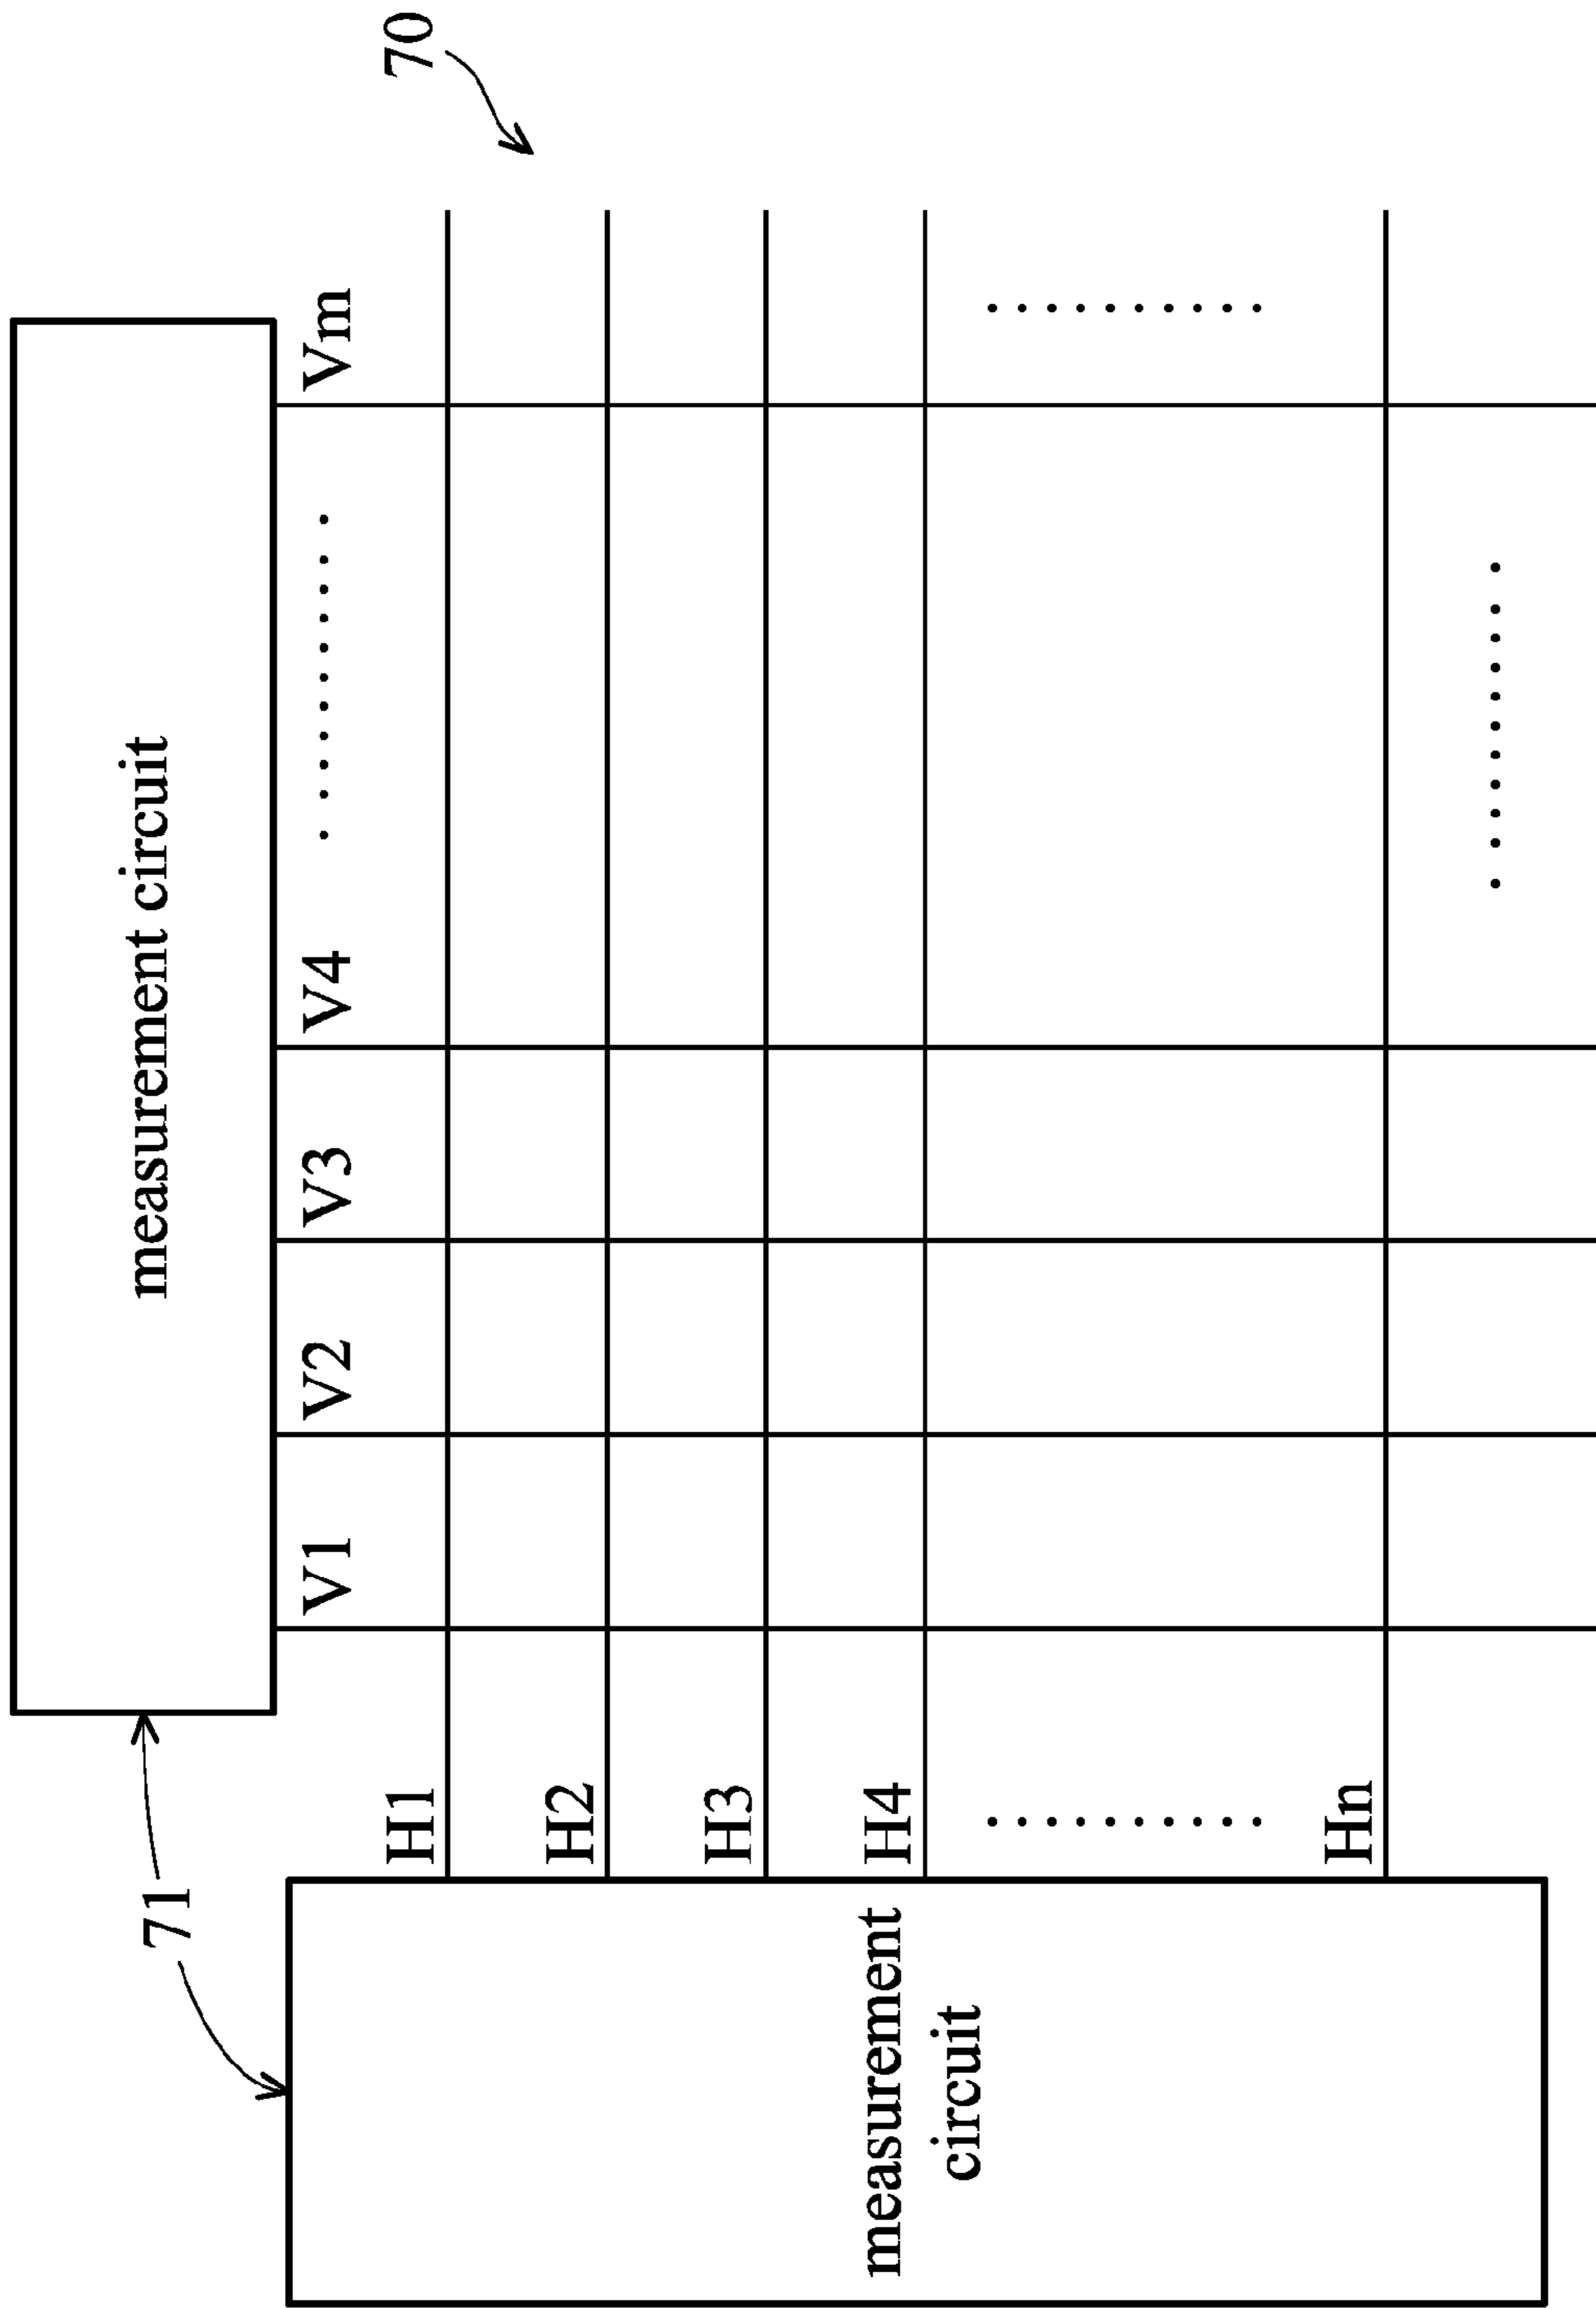 70
71
measurement circuit
V1 V2 V3 V4 .......... Vm
H1
H2
H3
H4
Hn
measurement
circuit